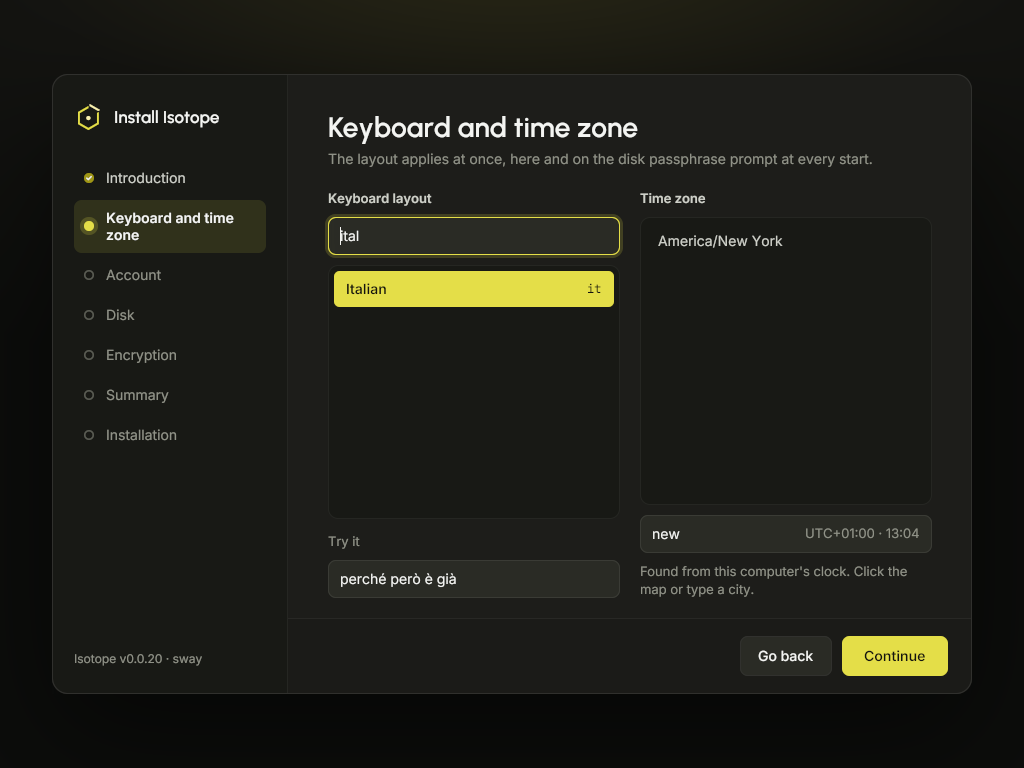 Install Isotope
Introduction
Keyboard and time
zone
Account
Disk
Encryption
Summary
Installation
Isotope v0.0.20 · sway
Keyboard and time zone
The layout applies at once, here and on the disk passphrase prompt at every start.
Keyboard layout
ital
Italian it
Try it
perché però è già
Time zone
America/New York
new UTC+01:00 · 13:04
Found from this computer's clock. Click the
map or type a city.
Go back
Continue